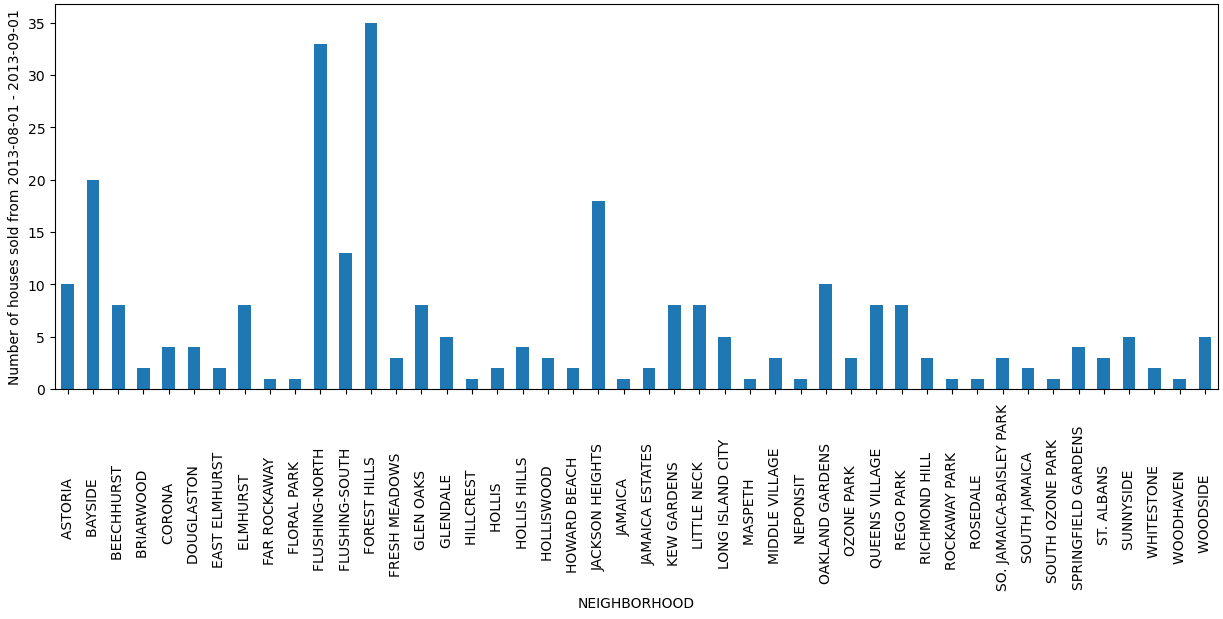 Number of houses sold from 2013-08-01 - 2013-09-01
35
30
25
20
15
10
5
0
ASTORIA
BAYSIDE
BEECHHURST
BRIARWOOD
CORONA
DOUGLASTON
EAST ELMHURST
ELMHURST
FAR ROCKAWAY
FLORAL PARK
FLUSHING-NORTH
FLUSHING-SOUTH
FOREST HILLS
FRESH MEADOWS
GLEN OAKS
GLENDALE
HILLCREST
HOLLIS
HOLLIS HILLS
HOLLISWOOD
HOWARD BEACH
JACKSON HEIGHTS
JAMAICA
JAMAICA ESTATES
KEW GARDENS
LITTLE NECK
LONG ISLAND CITY
MASPETH
MIDDLE VILLAGE
NEPONSIT
OAKLAND GARDENS
OZONE PARK
QUEENS VILLAGE
REGO PARK
RICHMOND HILL
ROCKAWAY PARK
ROSEDALE
SO. JAMAICA-BAISLEY PARK
SOUTH JAMAICA
SOUTH OZONE PARK
SPRINGFIELD GARDENS
ST. ALBANS
SUNNYSIDE
WHITESTONE
WOODHAVEN
WOODSIDE
NEIGHBORHOOD